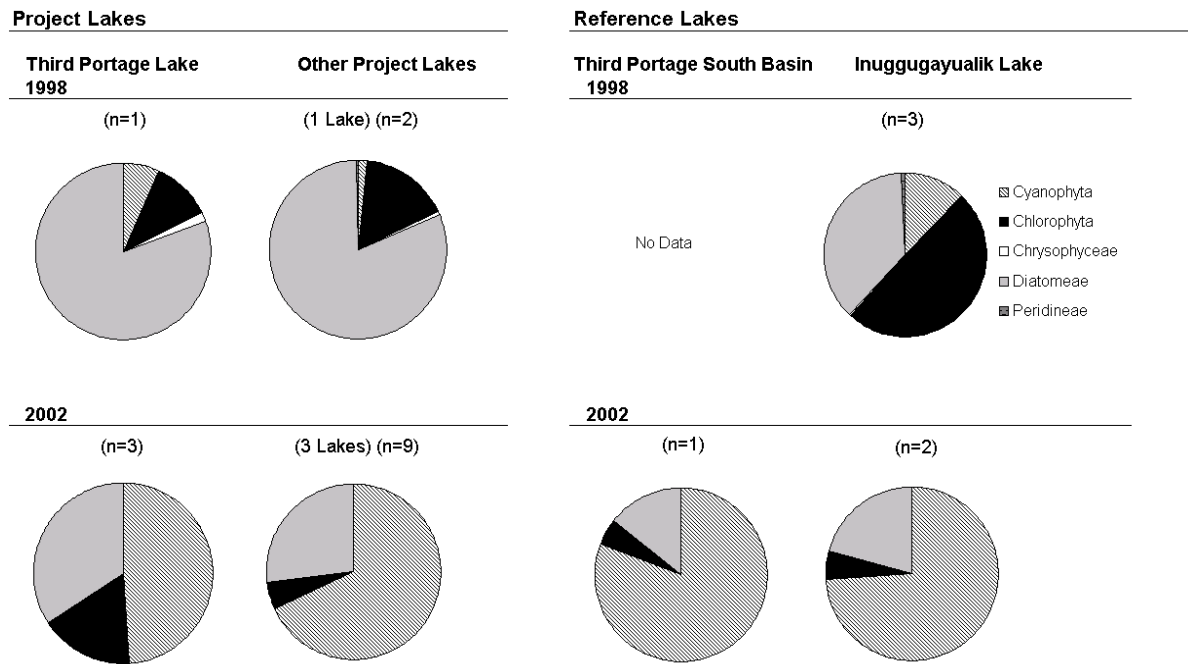 Project Lakes
Reference Lakes
Third Portage Lake
Other Project Lakes
Third Portage South Basin
Inuggugayualik Lake
1998
1998
(n=1)
(1 Lake) (n=2)
(n=3)
No Data
Cyanophyta
Chlorophyta
Chrysophyceae
Diatomeae
Peridineae
2002
2002
(n=3)
(3 Lakes) (n=9)
(n=1)
(n=2)